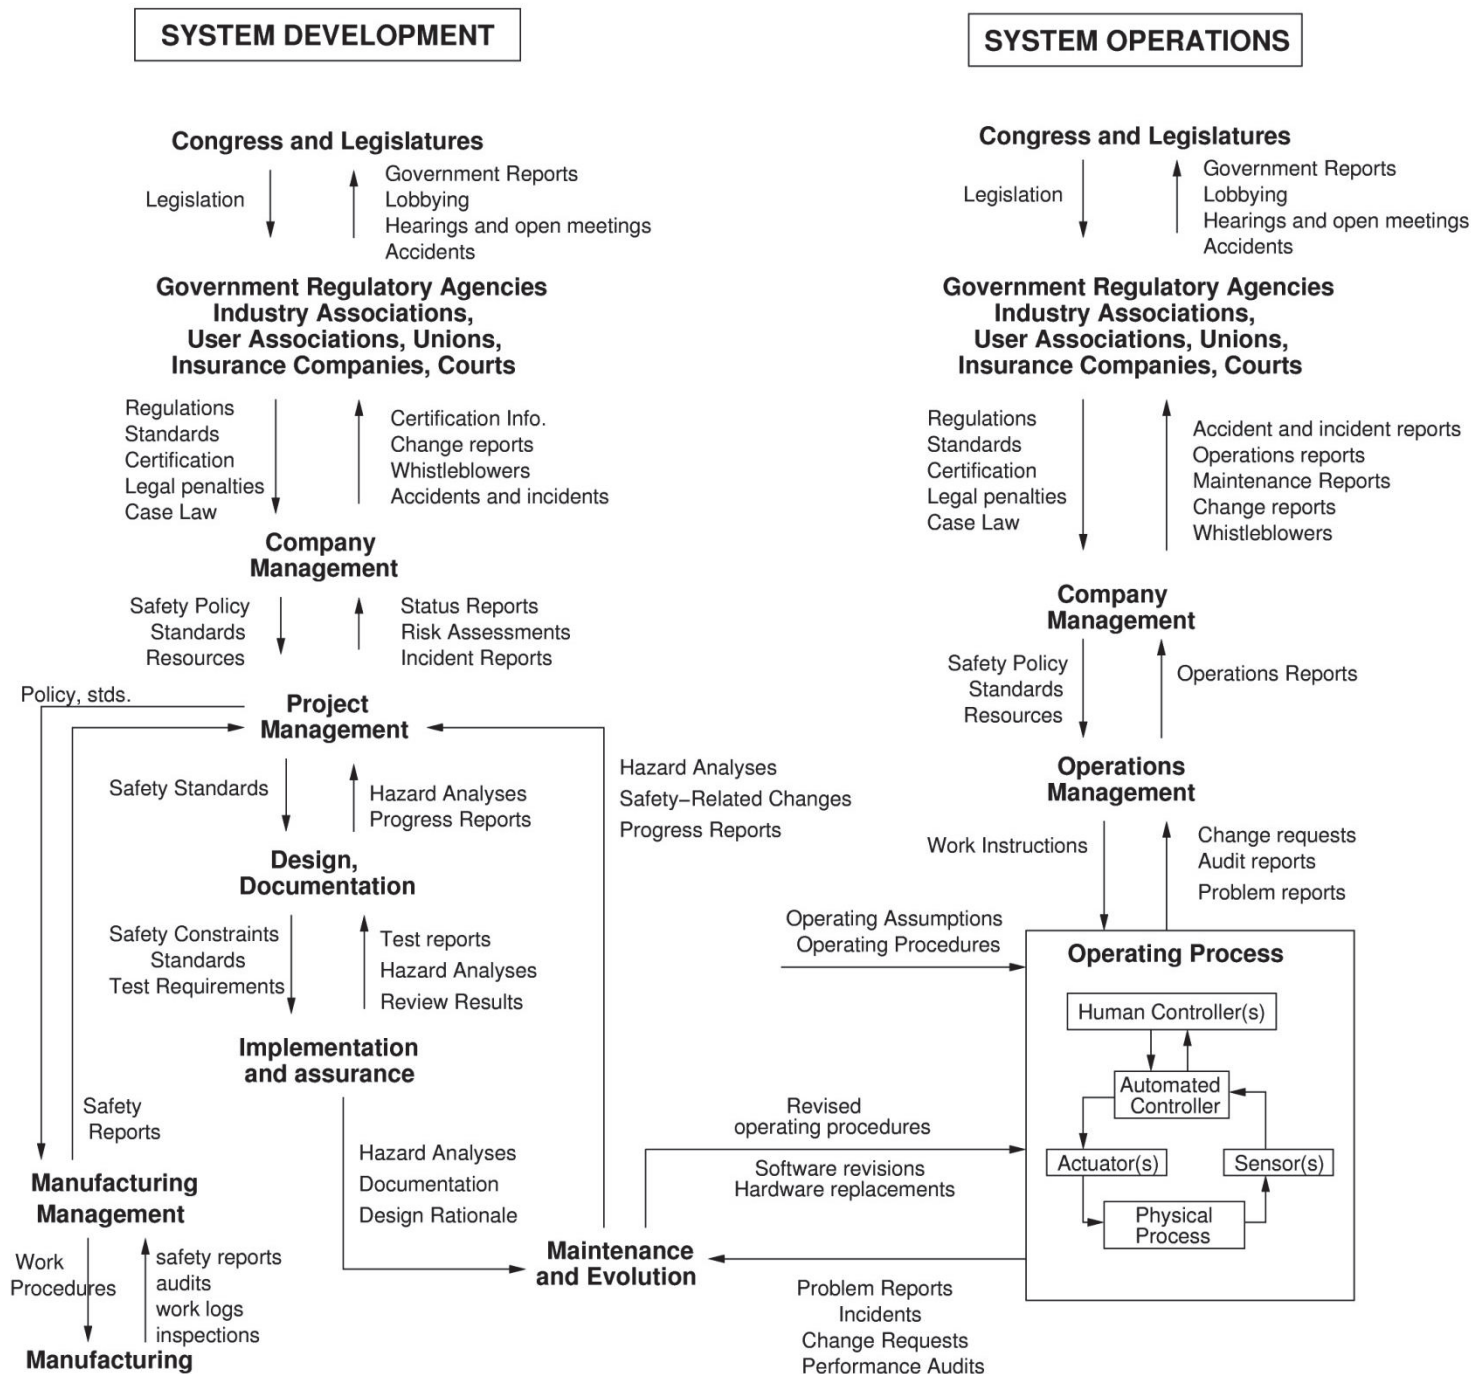 SYSTEM DEVELOPMENT
Congress and Legislatures
Legislation
Government Reports
Lobbying
Hearings and open meetings
Accidents
Government Regulatory Agencies
Industry Associations,
User Associations, Unions,
Insurance Companies, Courts
Regulations
Standards
Certification
Legal penalties
Case Law
Certification Info.
Change reports
Whistleblowers
Accidents and incidents
Company
Management
Safety Policy
Standards
Resources
Status Reports
Risk Assessments
Incident Reports
Policy, stds.
Project
Management
Safety Standards
Hazard Analyses
Progress Reports
Hazard Analyses
Safety–Related Changes
Progress Reports
Design,
Documentation
Safety Constraints
Standards
Test Requirements
Test reports
Hazard Analyses
Review Results
Implementation
and assurance
Safety
Reports
Hazard Analyses
Documentation
Design Rationale
Manufacturing
Management
Work
Procedures
safety reports
audits
work logs
inspections
Manufacturing
Maintenance
and Evolution
SYSTEM OPERATIONS
Congress and Legislatures
Legislation
Government Reports
Lobbying
Hearings and open meetings
Accidents
Government Regulatory Agencies
Industry Associations,
User Associations, Unions,
Insurance Companies, Courts
Regulations
Standards
Certification
Legal penalties
Case Law
Accident and incident reports
Operations reports
Maintenance Reports
Change reports
Whistleblowers
Company
Management
Safety Policy
Standards
Resources
Operations Reports
Operations
Management
Work Instructions
Change requests
Audit reports
Problem reports
Operating Assumptions
Operating Procedures
Operating Process
Human Controller(s)
Automated
Controller
Actuator(s)
Sensor(s)
Physical
Process
Revised
operating procedures
Software revisions
Hardware replacements
Problem Reports
Incidents
Change Requests
Performance Audits